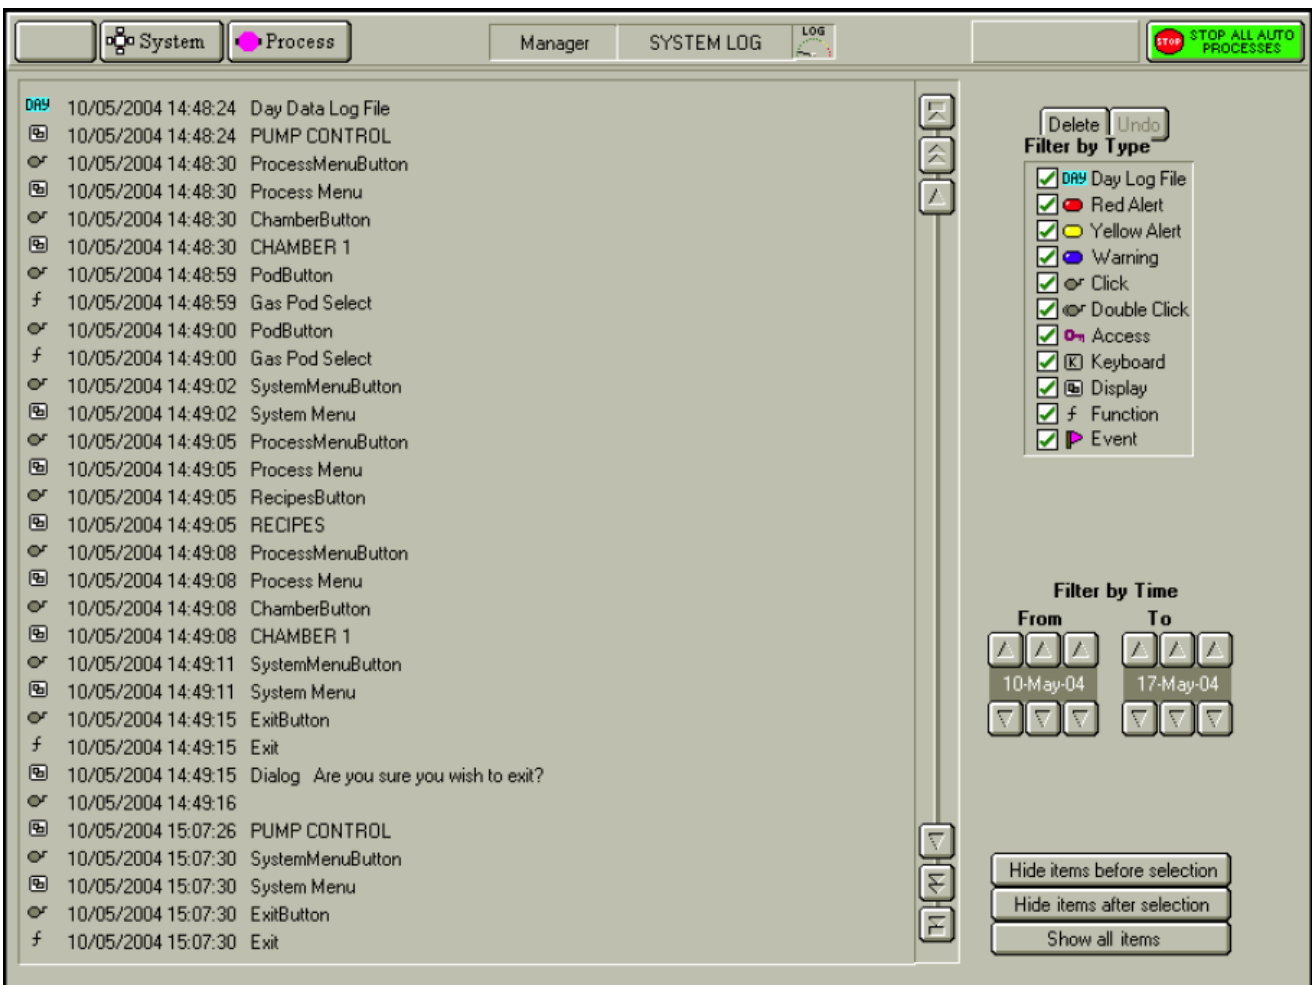 System Process Manager SYSTEM LOG LOG STOP STOP ALL AUTO
PROCESSES
DAY 10/05/2004 14:48:24 Day Data Log File
10/05/2004 14:48:24 PUMP CONTROL
10/05/2004 14:48:30 ProcessMenuButton
10/05/2004 14:48:30 Process Menu
10/05/2004 14:48:30 ChamberButton
10/05/2004 14:48:30 CHAMBER 1
10/05/2004 14:48:59 PodButton
f 10/05/2004 14:48:59 Gas Pod Select
10/05/2004 14:49:00 PodButton
f 10/05/2004 14:49:00 Gas Pod Select
10/05/2004 14:49:02 SystemMenuButton
10/05/2004 14:49:02 System Menu
10/05/2004 14:49:05 ProcessMenuButton
10/05/2004 14:49:05 Process Menu
10/05/2004 14:49:05 RecipesButton
10/05/2004 14:49:05 RECIPES
10/05/2004 14:49:08 ProcessMenuButton
10/05/2004 14:49:08 Process Menu
10/05/2004 14:49:08 ChamberButton
10/05/2004 14:49:08 CHAMBER 1
10/05/2004 14:49:11 SystemMenuButton
10/05/2004 14:49:11 System Menu
10/05/2004 14:49:15 ExitButton
f 10/05/2004 14:49:15 Exit
10/05/2004 14:49:15 Dialog Are you sure you wish to exit?
10/05/2004 14:49:16
10/05/2004 15:07:26 PUMP CONTROL
10/05/2004 15:07:30 SystemMenuButton
10/05/2004 15:07:30 System Menu
10/05/2004 15:07:30 ExitButton
f 10/05/2004 15:07:30 Exit
Delete Undo
Filter by Type
DAY Day Log File
Red Alert
Yellow Alert
Warning
Click
Double Click
Access
K Keyboard
Display
f Function
Event
Filter by Time
From To
10-May-04 17-May-04
Hide items before selection
Hide items after selection
Show all items